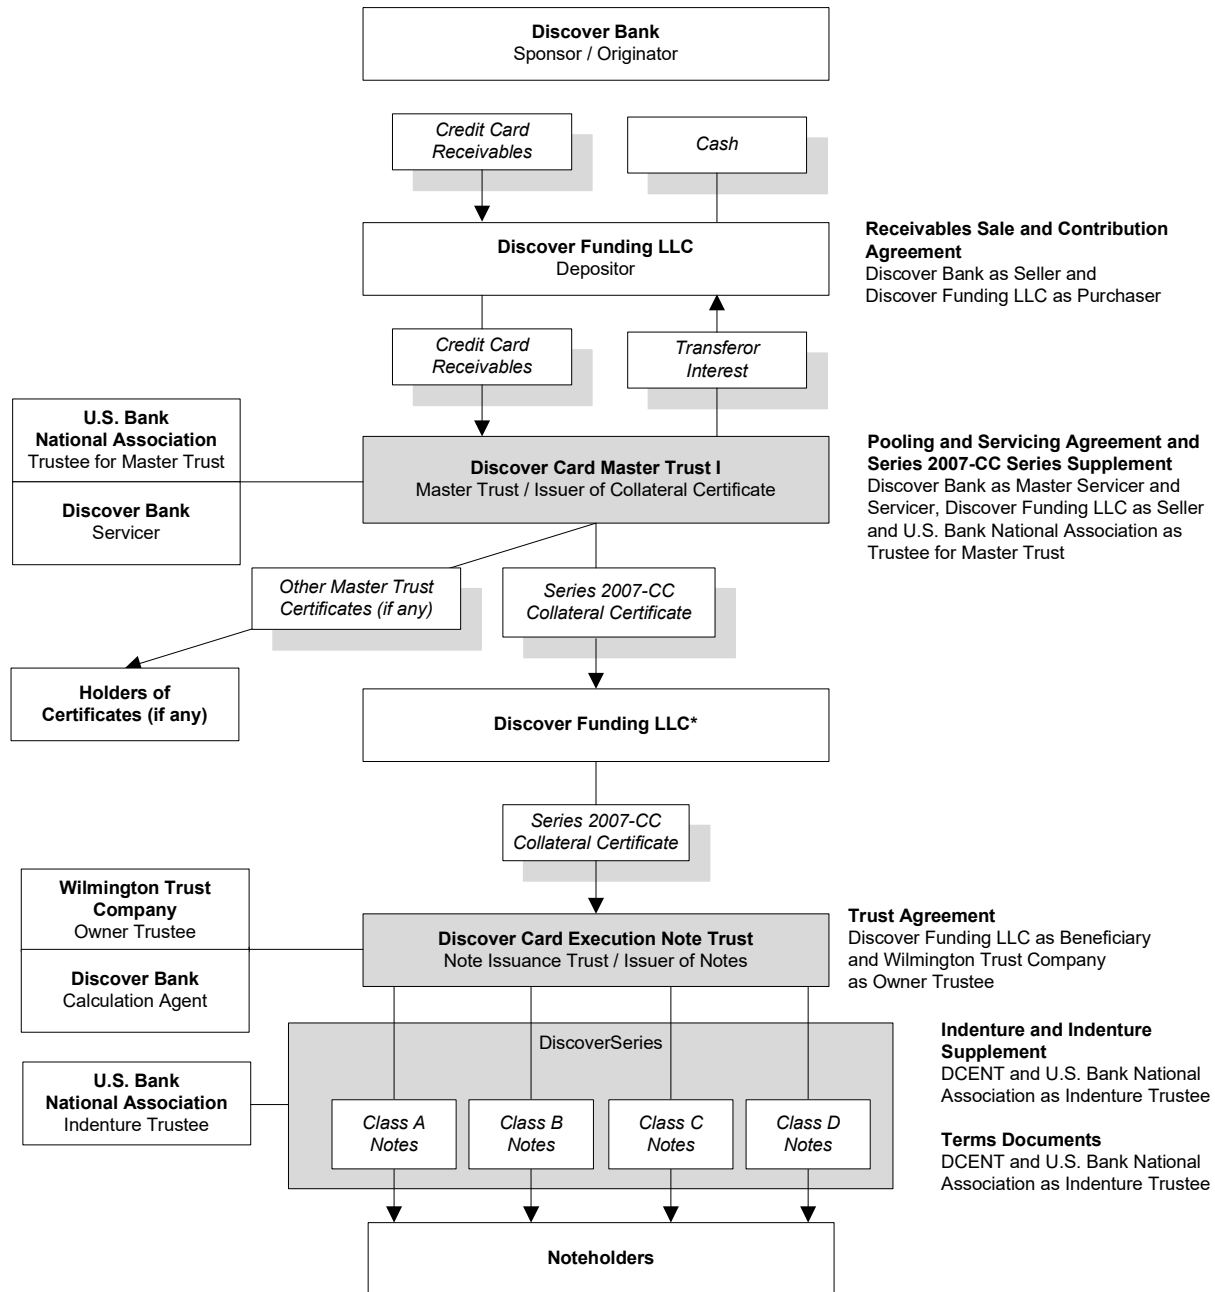 Discover Bank
Sponsor / Originator
Credit Card
Receivables
Cash
Discover Funding LLC
Depositor
Receivables Sale and Contribution
Agreement
Discover Bank as Seller and
Discover Funding LLC as Purchaser
Credit Card
Receivables
Transferor
Interest
U.S. Bank
National Association
Trustee for Master Trust
Discover Bank
Servicer
Discover Card Master Trust I
Master Trust / Issuer of Collateral Certificate
Pooling and Servicing Agreement and
Series 2007-CC Series Supplement
Discover Bank as Master Servicer and
Servicer, Discover Funding LLC as Seller
and U.S. Bank National Association as
Trustee for Master Trust
Other Master Trust
Certificates (if any)
Series 2007-CC
Collateral Certificate
Holders of
Certificates (if any)
Discover Funding LLC*
Series 2007-CC
Collateral Certificate
Wilmington Trust
Company
Owner Trustee
Discover Bank
Calculation Agent
Discover Card Execution Note Trust
Note Issuance Trust / Issuer of Notes
Trust Agreement
Discover Funding LLC as Beneficiary
and Wilmington Trust Company
as Owner Trustee
DiscoverSeries
U.S. Bank
National Association
Indenture Trustee
Class A
Notes
Class B
Notes
Class C
Notes
Class D
Notes
Indenture and Indenture
Supplement
DCENT and U.S. Bank National
Association as Indenture Trustee
Terms Documents
DCENT and U.S. Bank National
Association as Indenture Trustee
Noteholders